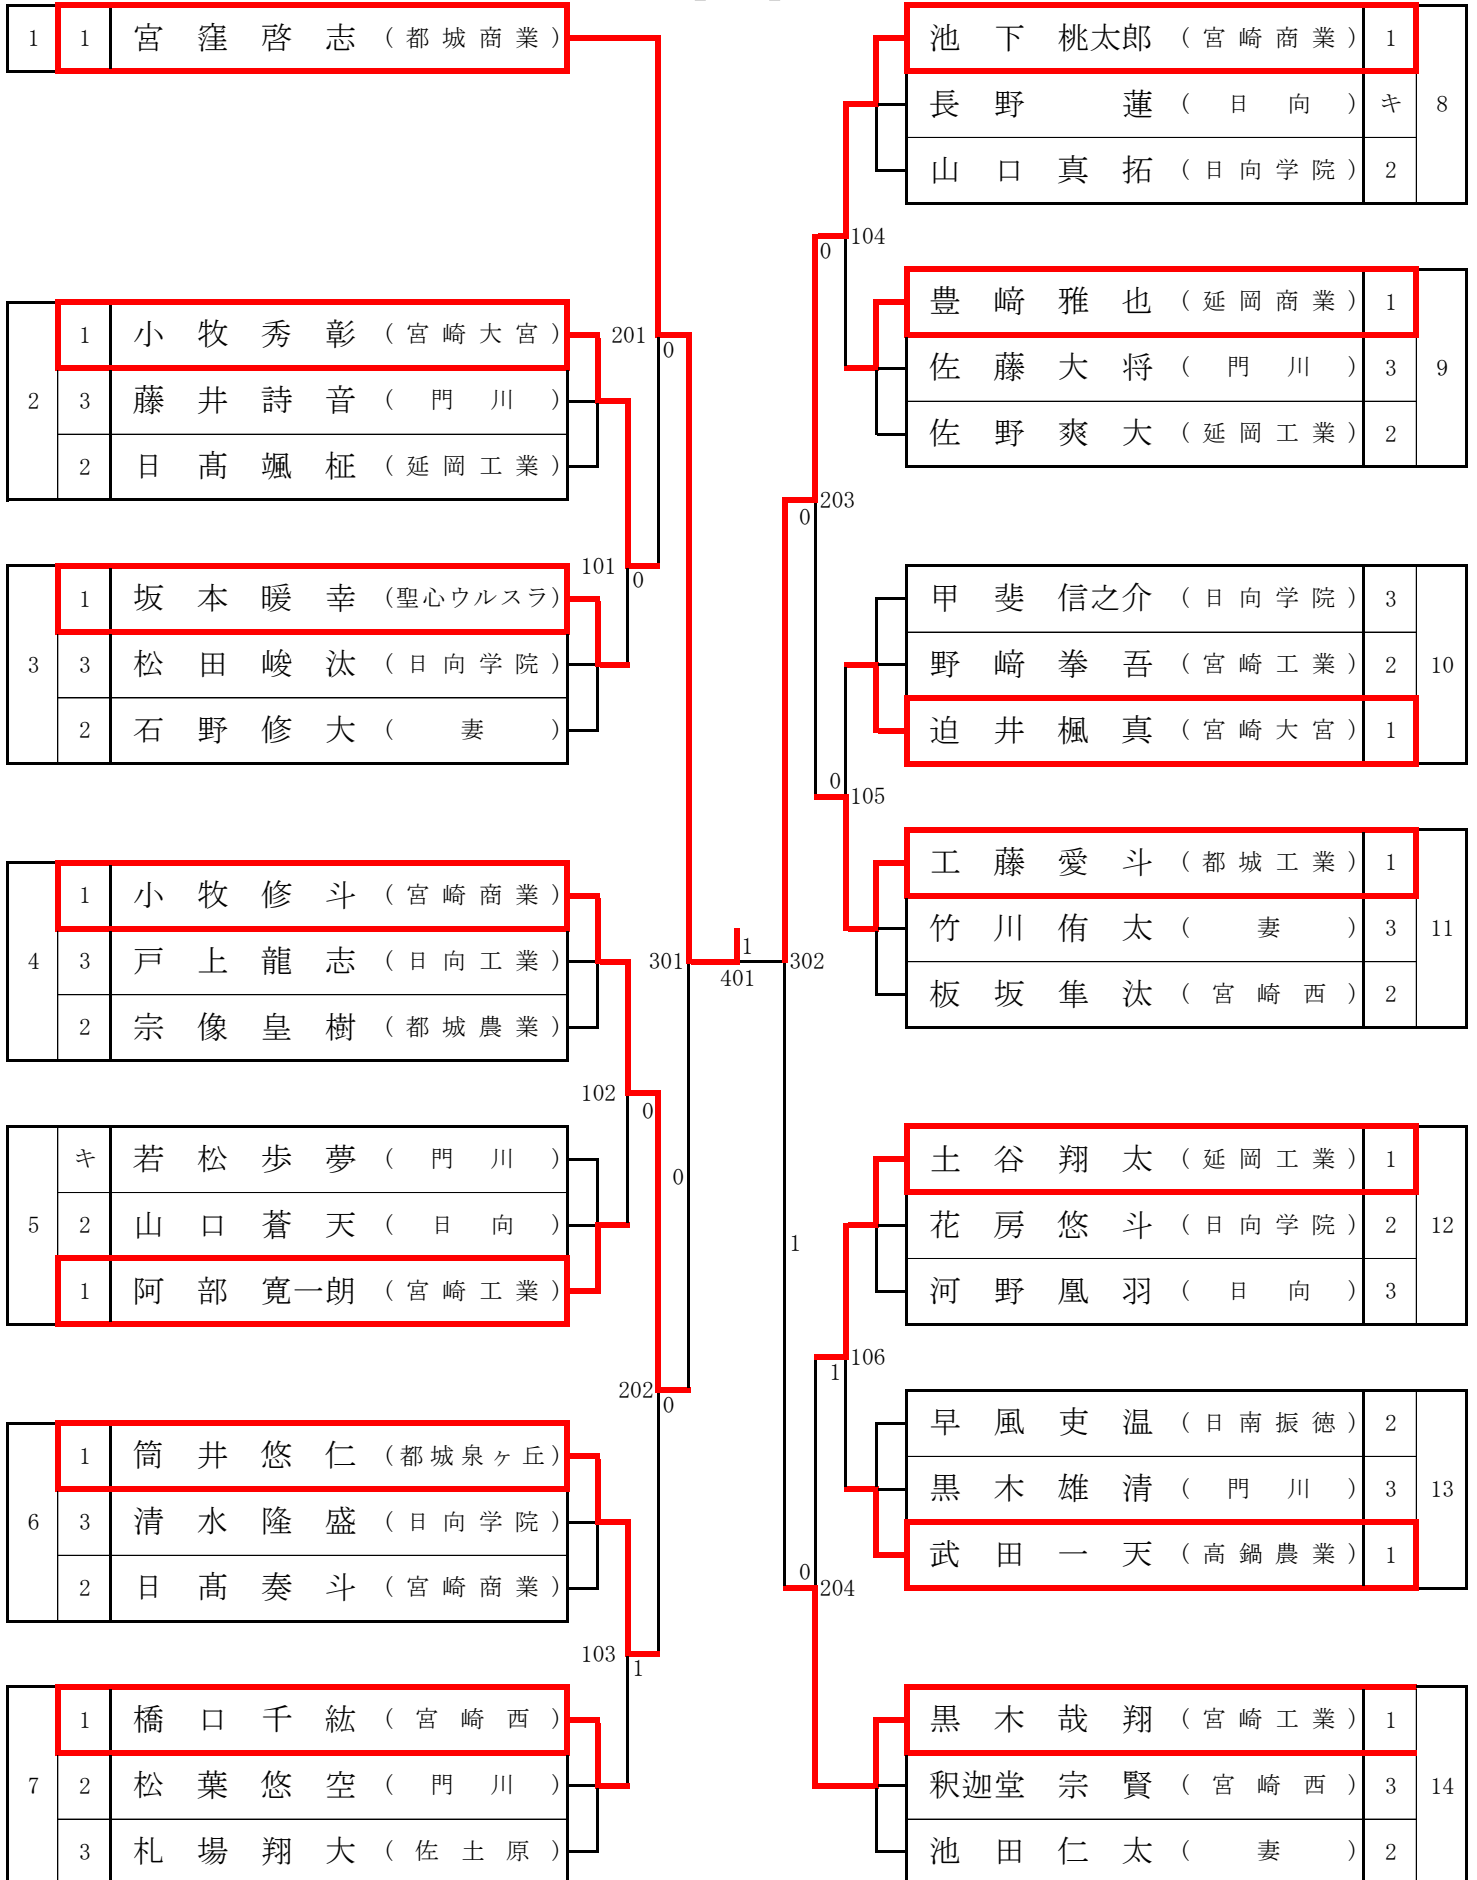 1 1 宮窪啓志 (都城商業)
2
1 小牧秀彰 (宮崎大宮)
3 藤井詩音 (門川)
2 日髙颯柾 (延岡工業)
3
1 坂本暖幸 (聖心ウルスラ)
3 松田峻汰 (日向学院)
2 石野修大 (妻)
4
1 小牧修斗 (宮崎商業)
3 戸上龍志 (日向工業)
2 宗像皇樹 (都城農業)
5
キ 若松歩夢 (門川)
2 山口蒼天 (日向)
1 阿部寛一朗 (宮崎工業)
6
1 筒井悠仁 (都城泉ヶ丘)
3 清水隆盛 (日向学院)
2 日髙奏斗 (宮崎商業)
7
1 橋口千紘 (宮崎西)
2 松葉悠空 (門川)
3 札場翔大 (佐土原)
201
0
101
0
102
0
202
0
103
1
301
0
401
1
302
1
104
0
203
0
105
0
106
1
204
0
池下桃太郎 (宮崎商業) 1
長野蓮 (日向) キ
山口真拓 (日向学院) 2
8
豊﨑雅也 (延岡商業) 1
佐藤大将 (門川) 3
佐野爽大 (延岡工業) 2
9
甲斐信之介 (日向学院) 3
野﨑拳吾 (宮崎工業) 2
迫井楓真 (宮崎大宮) 1
10
工藤愛斗 (都城工業) 1
竹川侑太 (妻) 3
板坂隼汰 (宮崎西) 2
11
土谷翔太 (延岡工業) 1
花房悠斗 (日向学院) 2
河野凰羽 (日向) 3
12
早風吏温 (日南振徳) 2
黒木雄清 (門川) 3
武田一天 (高鍋農業) 1
13
黒木哉翔 (宮崎工業) 1
釈迦堂宗賢 (宮崎西) 3
池田仁太 (妻) 2
14